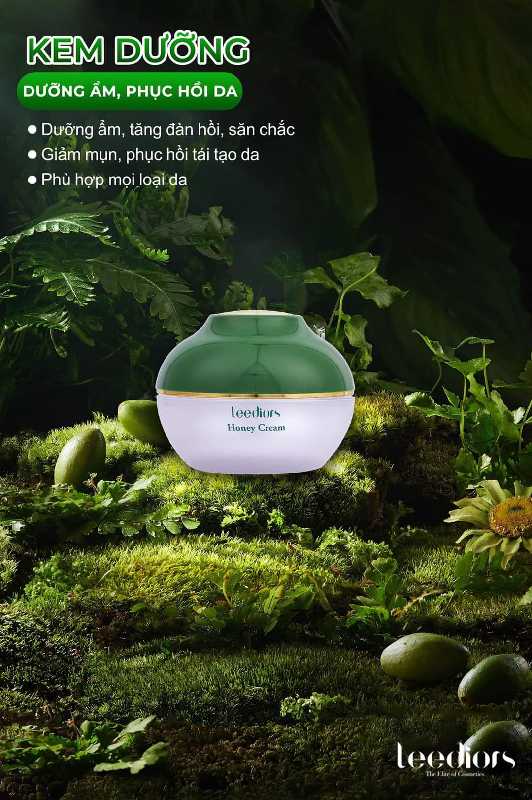 KEM DƯỠNG
DƯỠNG ẨM, PHỤC HỒI DA
Dưỡng ẩm, tăng đàn hồi, săn chắc
Giảm mụn, phục hồi tái tạo da
Phù hợp mọi loại da
leediors
Honey Cream
leediors
The Elite of Cosmetics